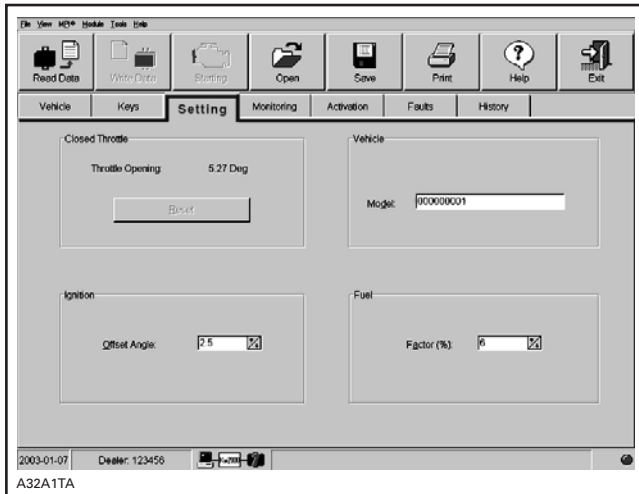 File View MPI® Module Tools Help
Read Data Write Data Starting Open Save Print Help Exit
Vehicle Keys Setting Monitoring Activation Faults History
Closed Throttle
Throttle Opening: 5.27 Deg
Reset
Vehicle
Model: 000000001
Ignition
Offset Angle: 2.5
Fuel
Factor (%): 6
2003-01-07 Dealer: 123456
A32A1TA